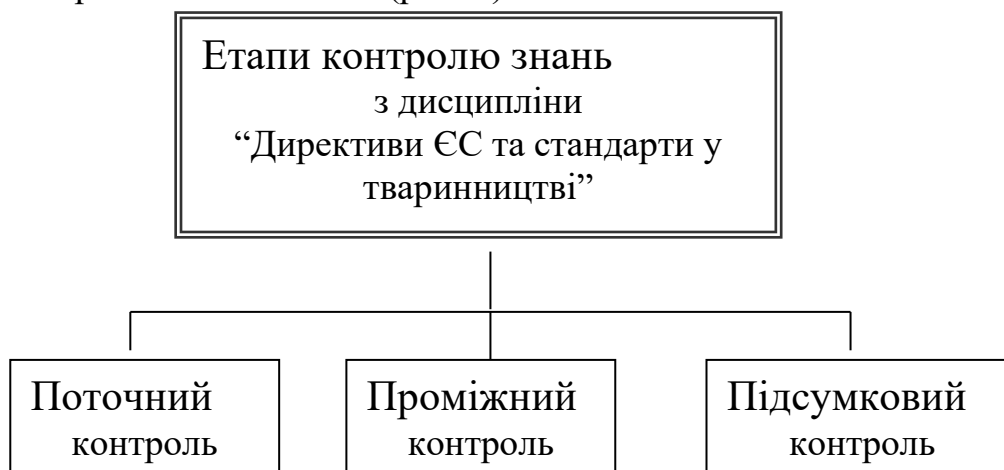 Етапи контролю знань
з дисципліни
“Директиви ЄС та стандарти у
тваринництві”
Поточний
контроль
Проміжний
контроль
Підсумковий
контроль